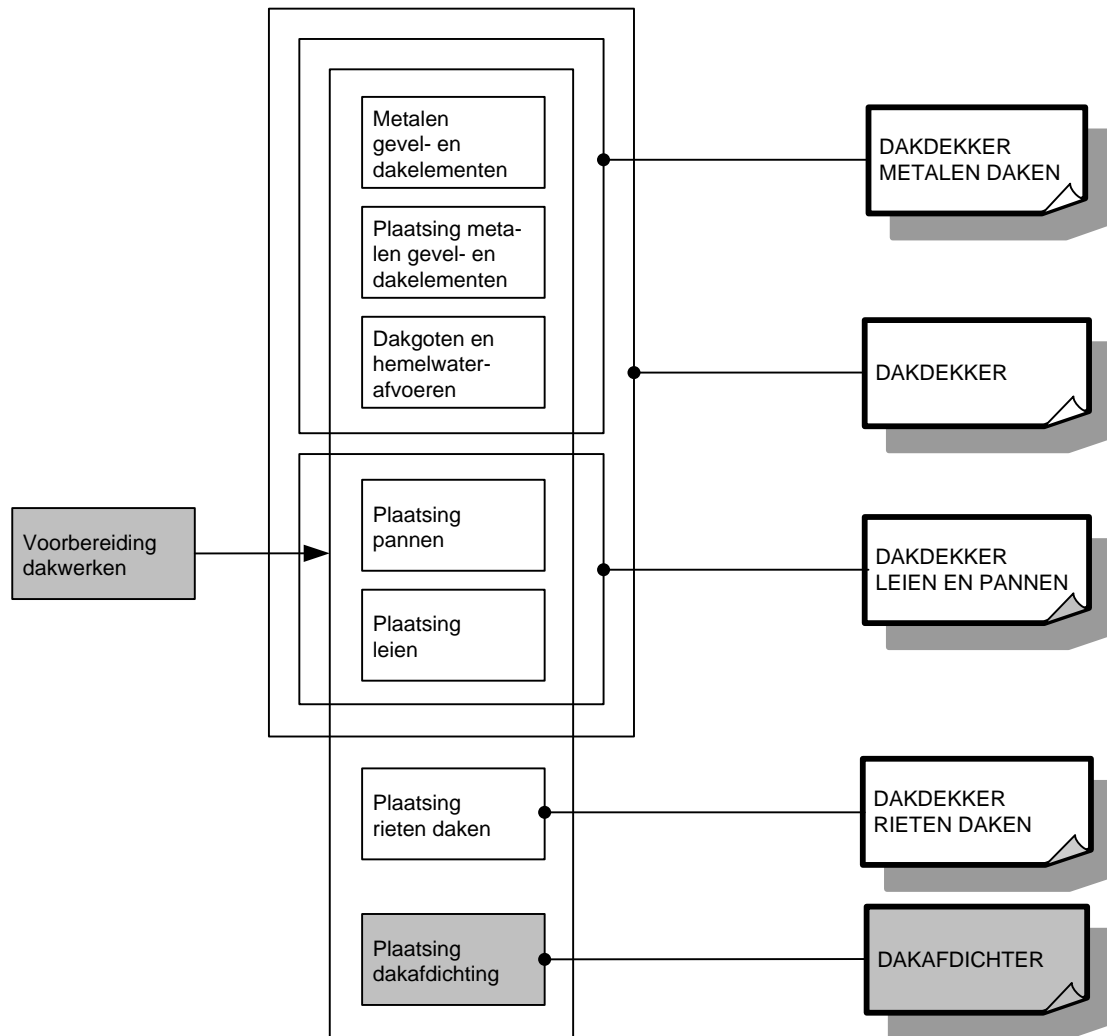 Metalen
gevel- en
dakelementen
DAKDEKKER
METALEN DAKEN
Plaatsing meta-
len gevel- en
dakelementen
Dakgoten en
hemelwater-
afvoeren
DAKDEKKER
Voorbereiding
dakwerken
Plaatsing
pannen
DAKDEKKER
LEIEN EN PANNEN
Plaatsing
leien
Plaatsing
rieten daken
DAKDEKKER
RIETEN DAKEN
Plaatsing
dakafdichting
DAKAFDICHTER